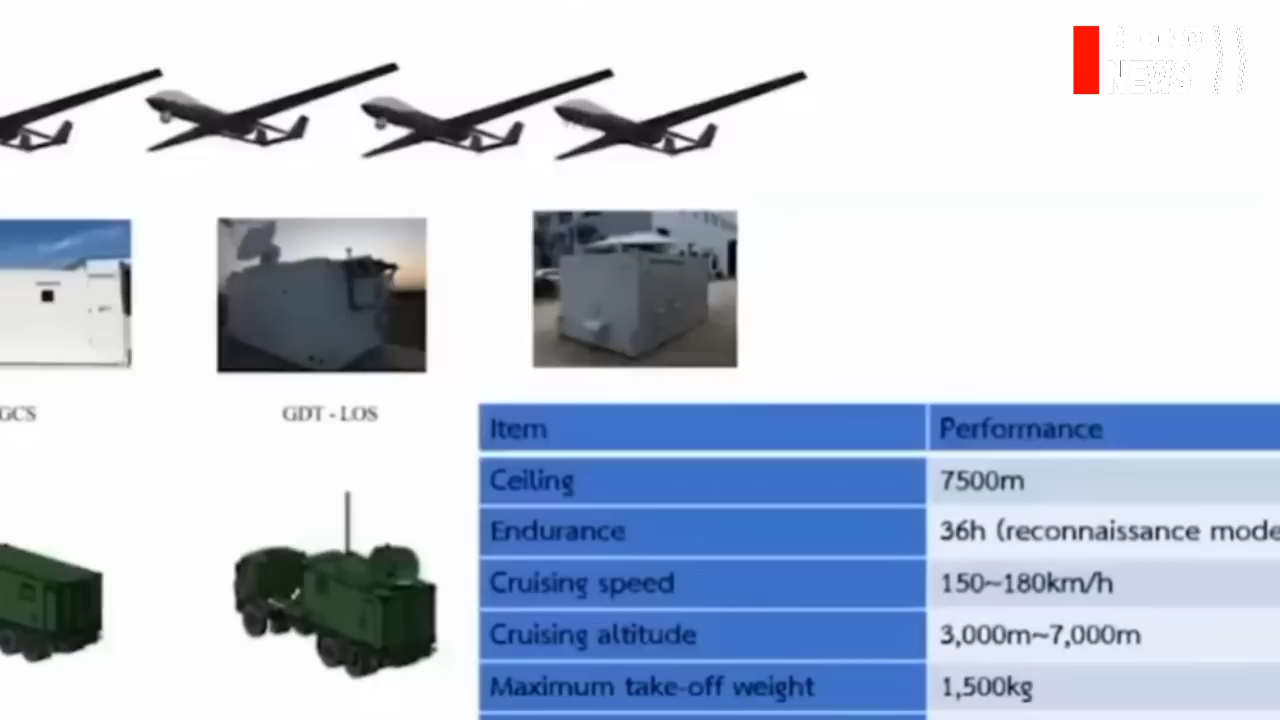 NEWS
GCS
GDT - LOS
Item Performance
Ceiling 7500m
Endurance 36h (reconnaissance mode
Cruising speed 150~180km/h
Cruising altitude 3,000m~7,000m
Maximum take-off weight 1,500kg